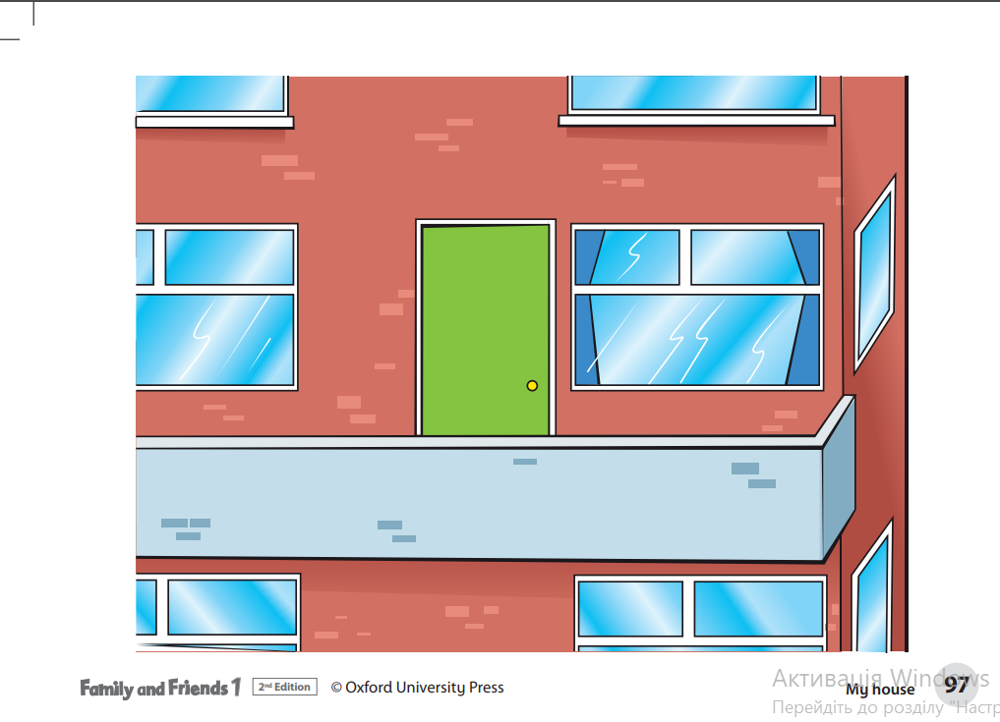 Family and Friends 1 2nd Edition © Oxford University Press My house 97
Активація Windows
Перейдіть до розділу "Настр